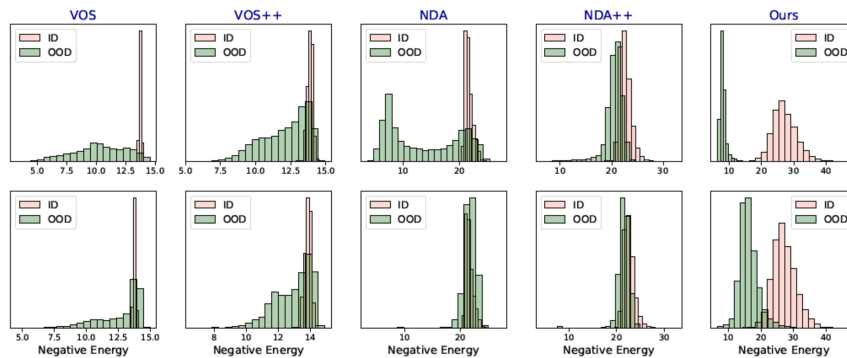 VOS VOS++ NDA NDA++ Ours
ID ID ID ID ID
OOD OOD OOD OOD OOD
5.0 7.5 10.0 12.5 15.0 5.0 7.5 10.0 12.5 15.0 10 20 10 20 30 10 20 30 40
ID ID ID ID ID
OOD OOD OOD OOD OOD
5.0 7.5 10.0 12.5 15.0 8 10 12 14 10 20 10 20 30 10 20 30 40
Negative Energy Negative Energy Negative Energy Negative Energy Negative Energy